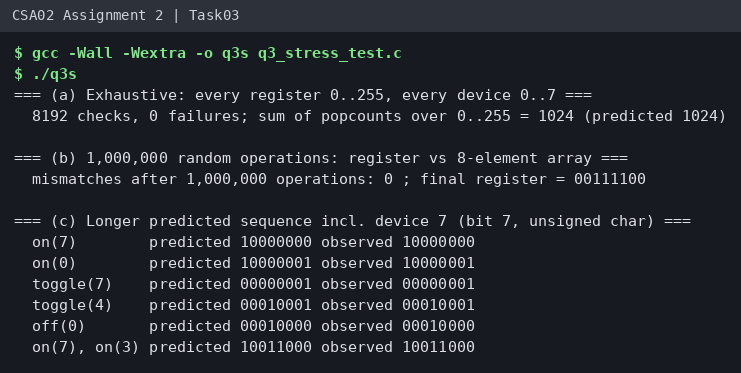 CSA02 Assignment 2 | Task03
$ gcc -Wall -Wextra -o q3s q3_stress_test.c
$ ./q3s
=== (a) Exhaustive: every register 0..255, every device 0..7 ===
  8192 checks, 0 failures; sum of popcounts over 0..255 = 1024 (predicted 1024)
=== (b) 1,000,000 random operations: register vs 8-element array ===
  mismatches after 1,000,000 operations: 0 ; final register = 00111100
=== (c) Longer predicted sequence incl. device 7 (bit 7, unsigned char) ===
  on(7)        predicted 10000000 observed 10000000
  on(0)        predicted 10000001 observed 10000001
  toggle(7)    predicted 00000001 observed 00000001
  toggle(4)    predicted 00010001 observed 00010001
  off(0)       predicted 00010000 observed 00010000
  on(7), on(3) predicted 10011000 observed 10011000